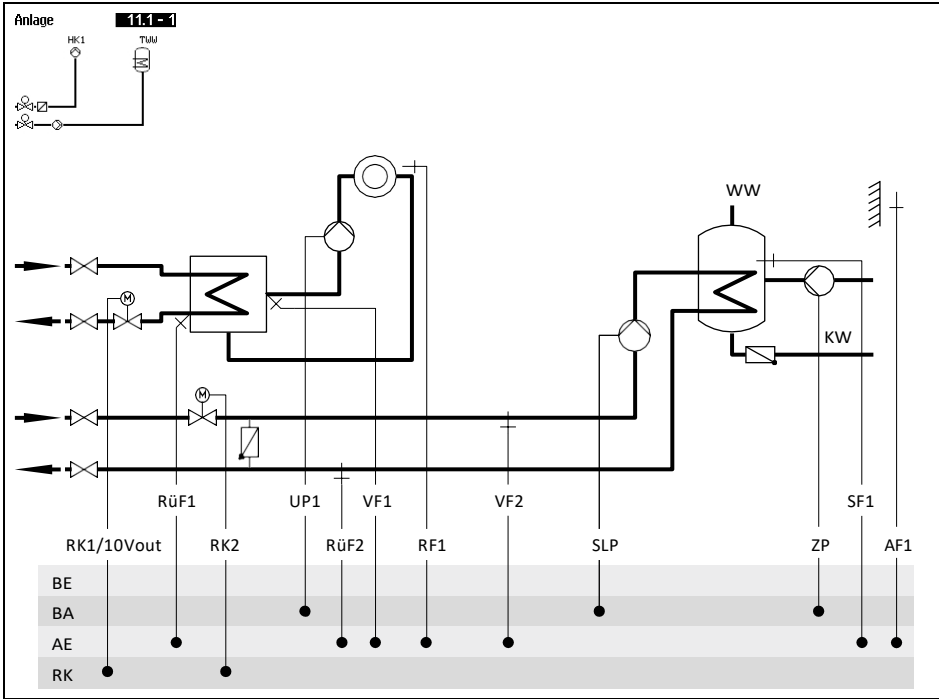 Anlage 11.1 - 1
HK1 TWW
M
M
WW
KW
RüF1 UP1 VF1 VF2 SF1
RK1/10Vout RK2 RüF2 RF1 SLP ZP AF1
BE
BA
AE
RK